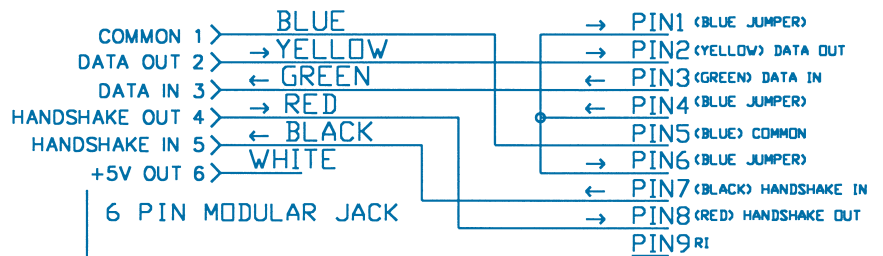 COMMON 1 BLUE → PIN1 (BLUE JUMPER)
DATA OUT 2 → YELLOW → PIN2 (YELLOW) DATA OUT
DATA IN 3 ← GREEN ← PIN3 (GREEN) DATA IN
HANDSHAKE OUT 4 → RED ← PIN4 (BLUE JUMPER)
HANDSHAKE IN 5 ← BLACK PIN5 (BLUE) COMMON
+5V OUT 6 WHITE → PIN6 (BLUE JUMPER)
← PIN7 (BLACK) HANDSHAKE IN
6 PIN MODULAR JACK → PIN8 (RED) HANDSHAKE OUT
PIN9 RI